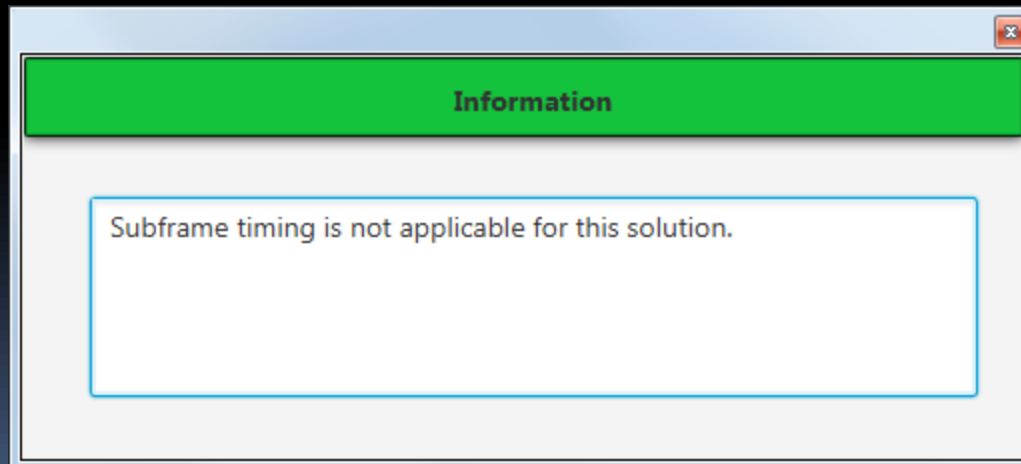 Information
Subframe timing is not applicable for this solution.